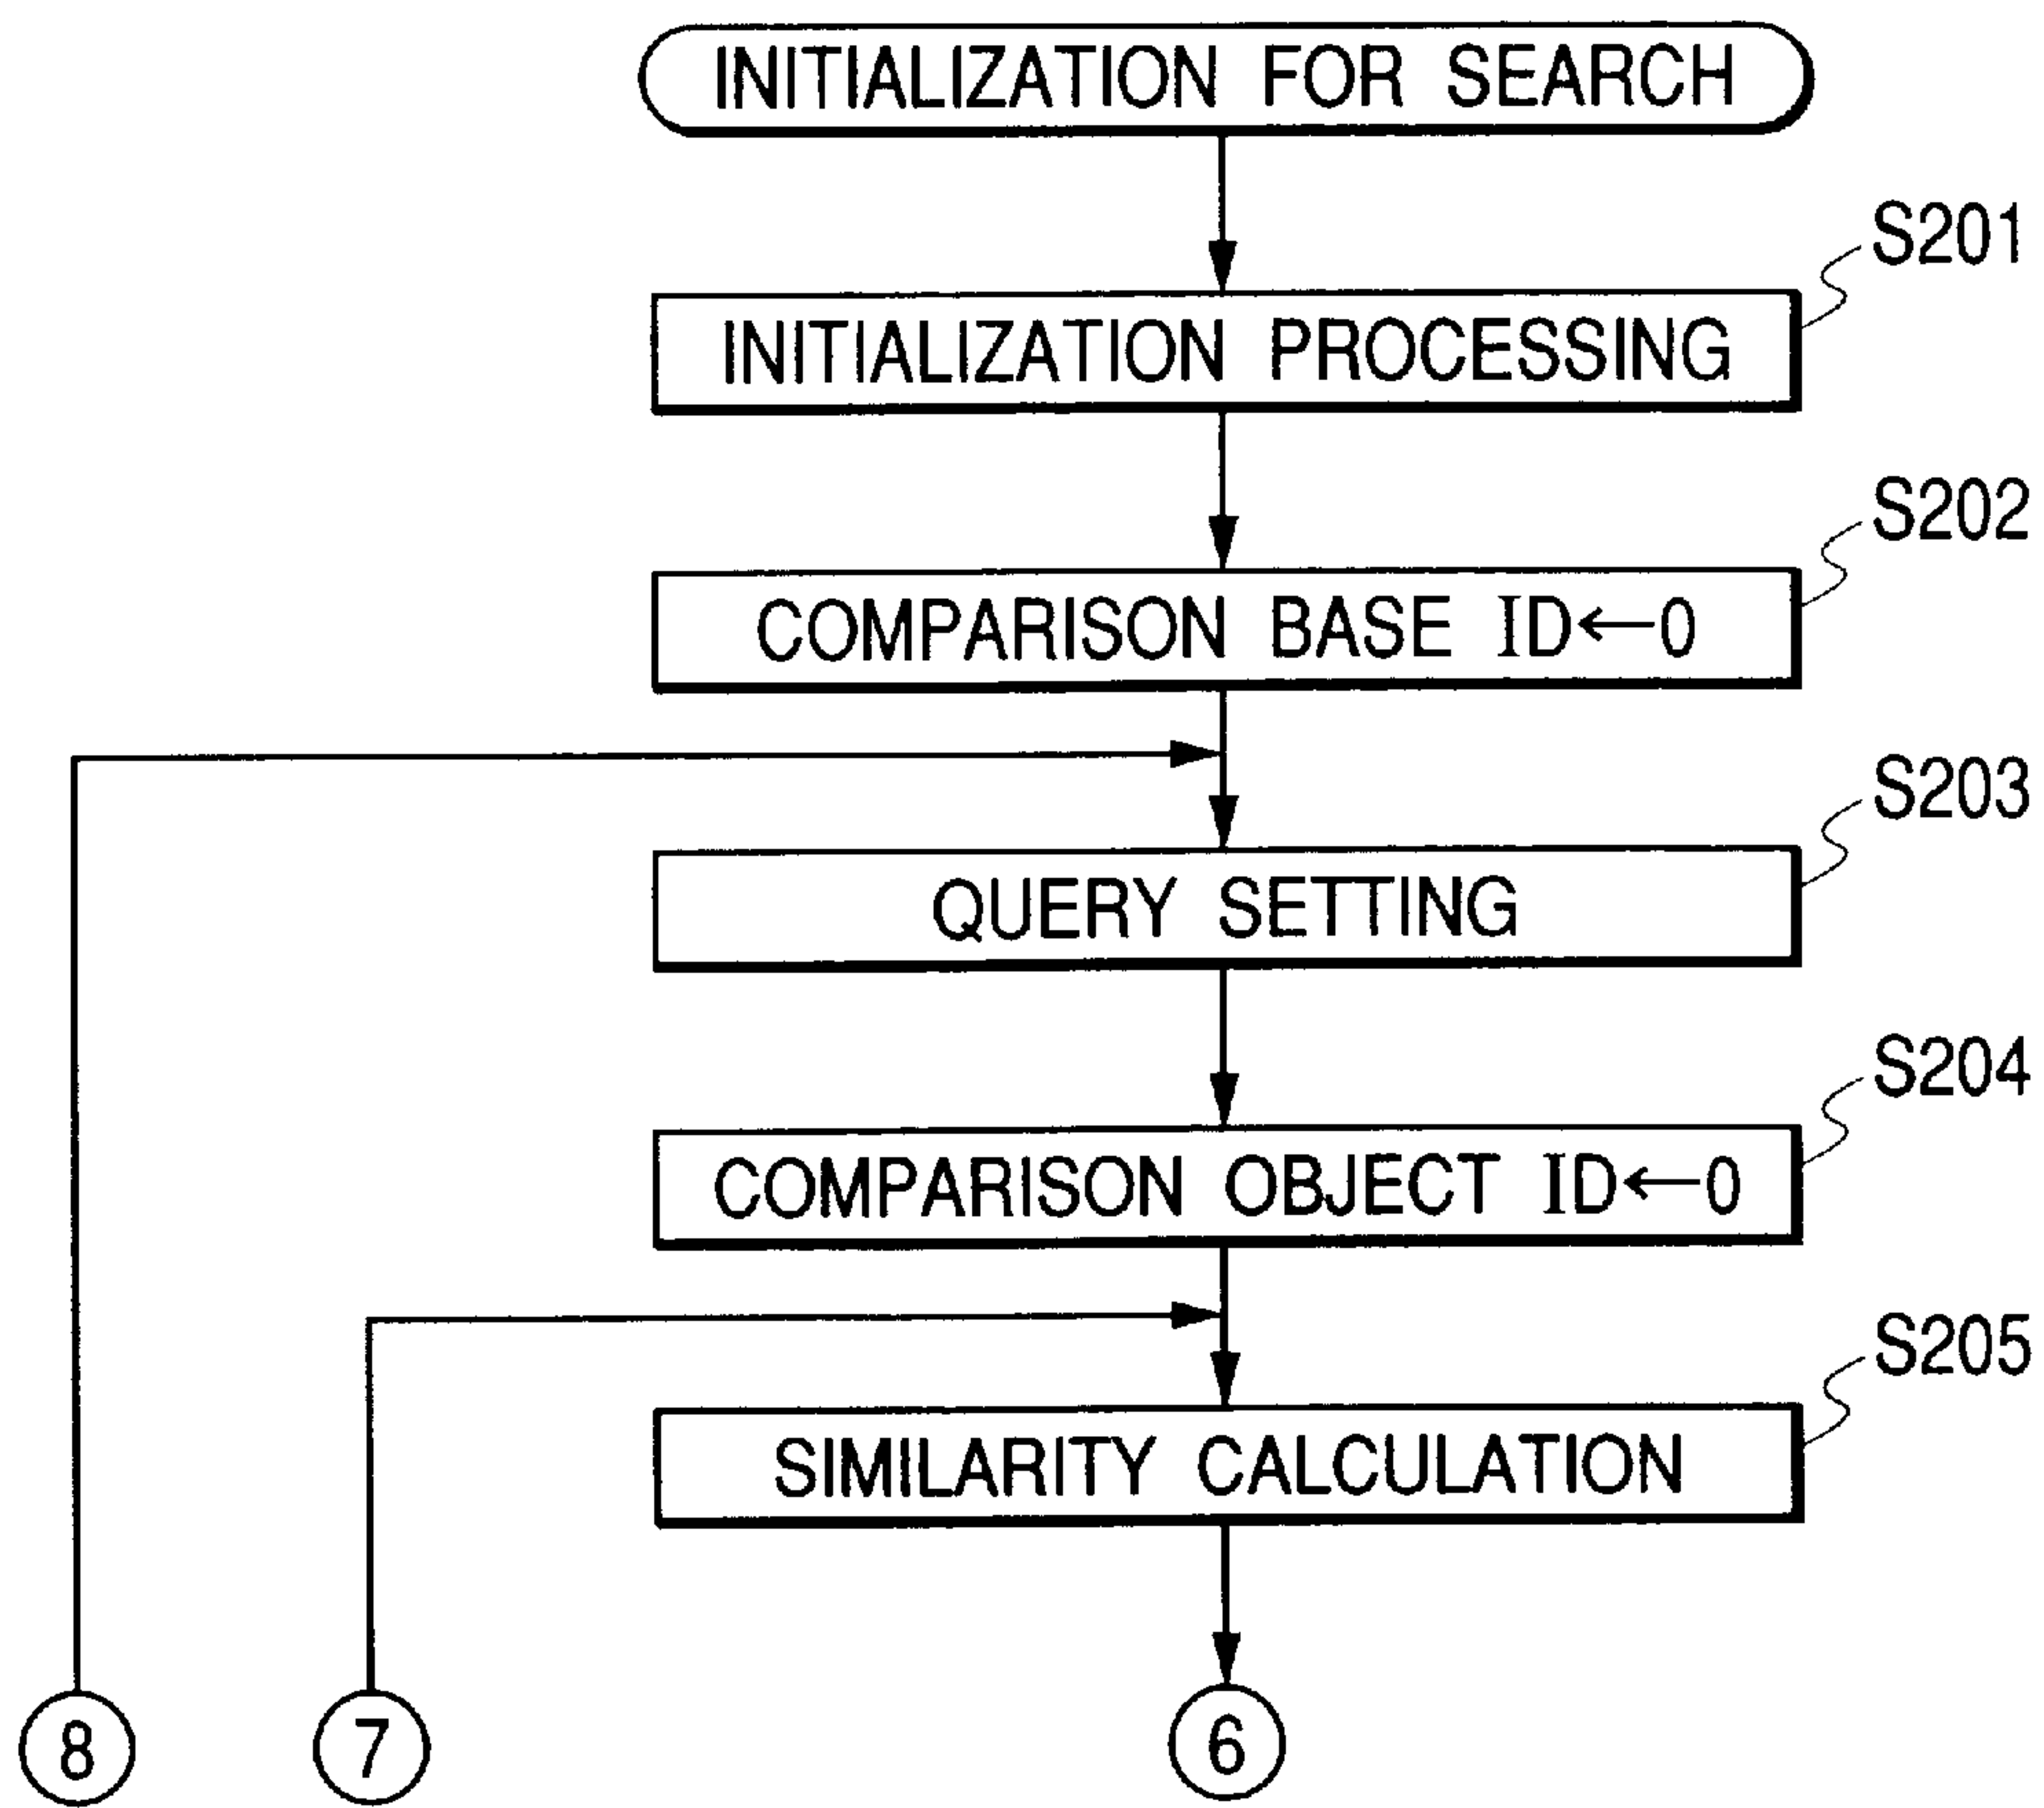 INITIALIZATION FOR SEARCH
S201
INITIALIZATION PROCESSING
S202
COMPARISON BASE ID←0
S203
QUERY SETTING
S204
COMPARISON OBJECT ID←0
S205
SIMILARITY CALCULATION
8
7
6